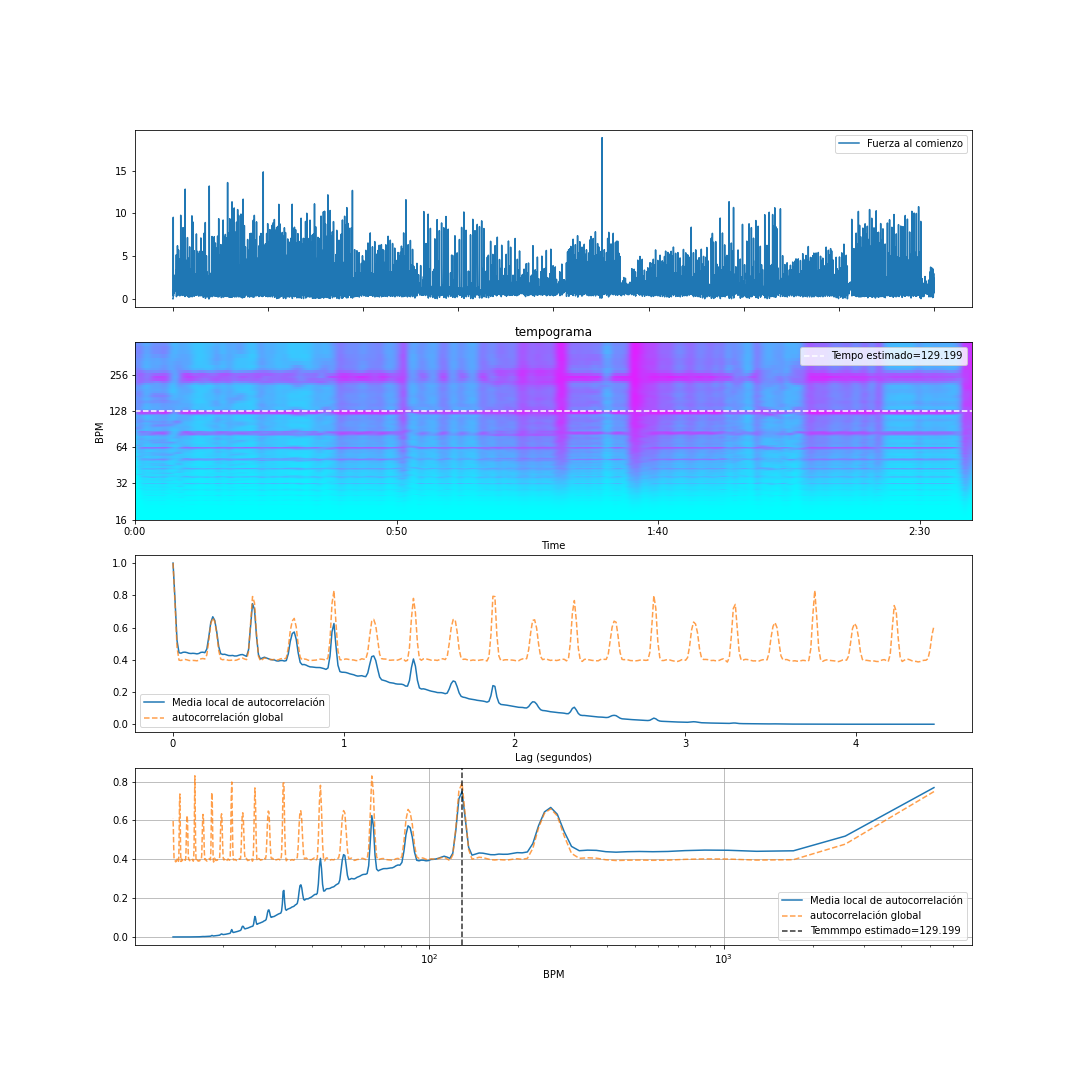 Fuerza al comienzo
15
10
5
0
tempograma
Tempo estimado=129.199
256
128
64
32
16
BPM
0:00 0:50 1:40 2:30
Time
1.0
0.8
0.6
0.4
0.2
0.0
Media local de autocorrelación
autocorrelación global
0 1 2 3 4
Lag (segundos)
0.8
0.6
0.4
0.2
0.0
Media local de autocorrelación
autocorrelación global
Temmmpo estimado=129.199
10² 10³
BPM